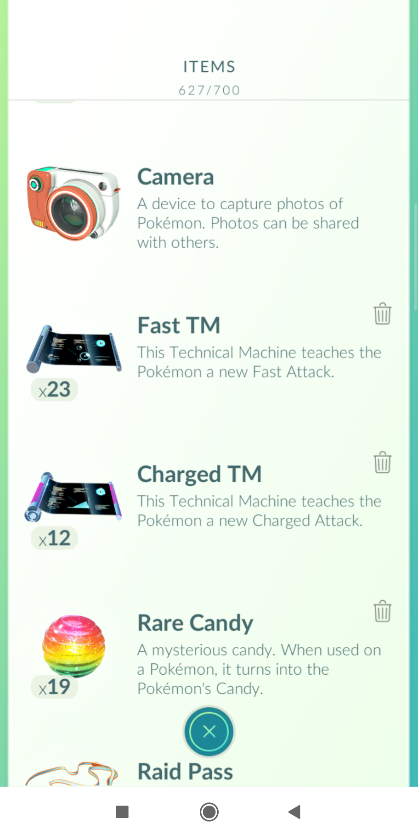 ITEMS
627/700
Camera
A device to capture photos of
Pokémon. Photos can be shared
with others.
Fast TM
This Technical Machine teaches the
Pokémon a new Fast Attack.
x23
Charged TM
This Technical Machine teaches the
Pokémon a new Charged Attack.
x12
Rare Candy
A mysterious candy. When used on
a Pokémon, it turns into the
Pokémon's Candy.
x19
Raid Pass